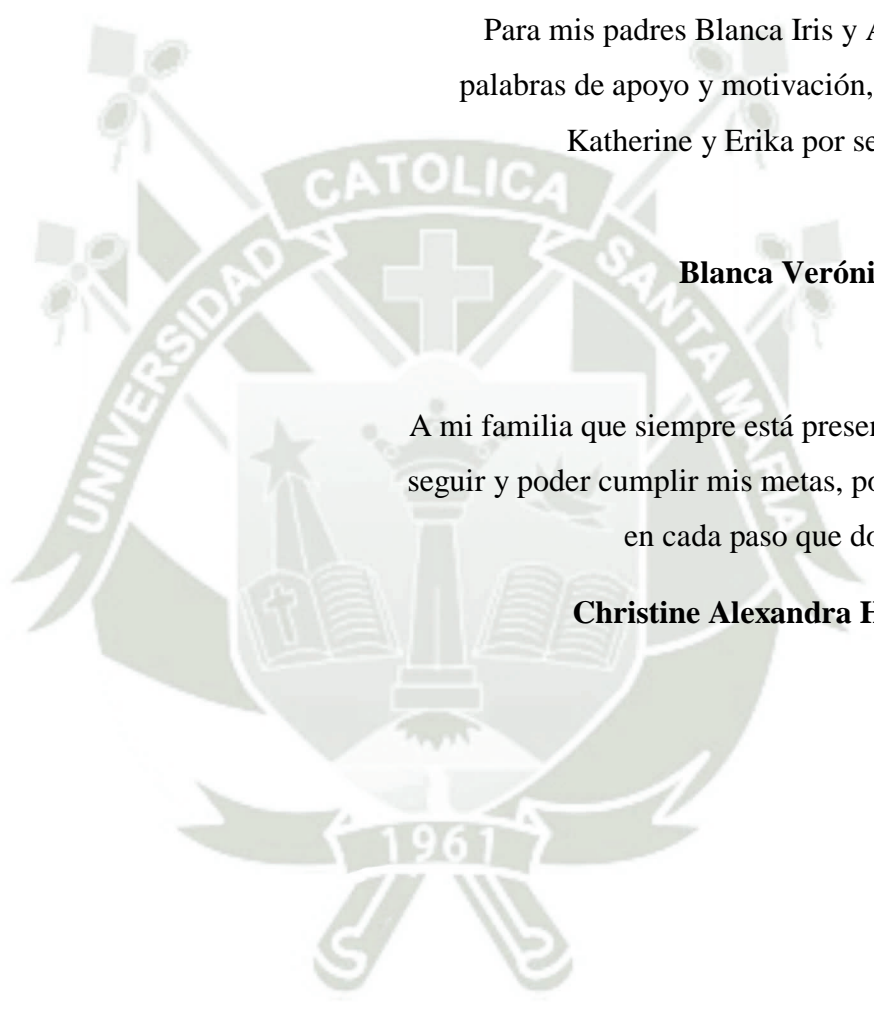 Para mis padres Blanca Iris y
palabras de apoyo y motivación,
Katherine y Erika por
Blanca
A mi familia que siempre está
seguir y poder cumplir mis metas,
en cada paso que
Christine Alexandra
UNIVERSIDAD CATOLICA SANTA MARIA
1961